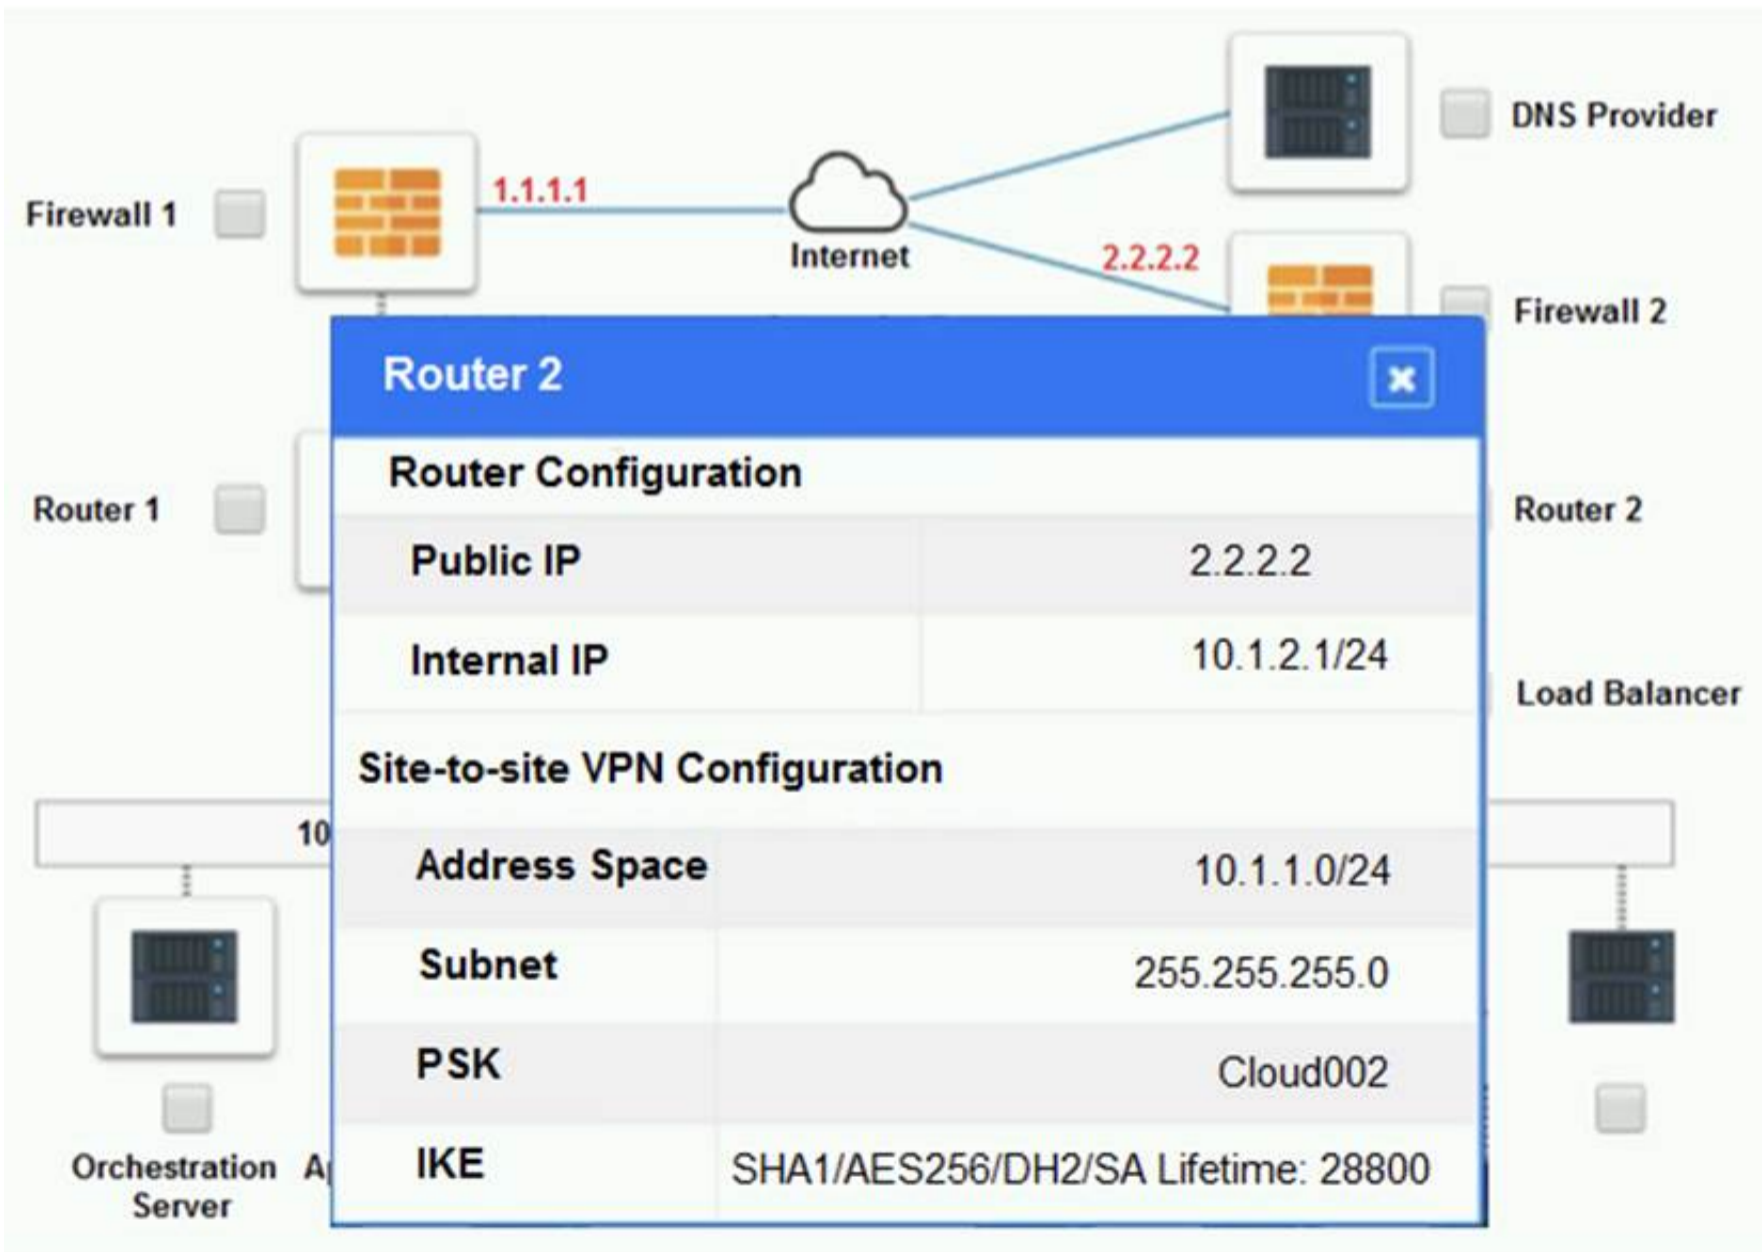 DNS Provider
1.1.1.1
Firewall 1
Internet
2.2.2.2
Firewall 2
Router 2
Router Configuration
Router 1
Router 2
Public IP 2.2.2.2
Internal IP 10.1.2.1/24
Load Balancer
Site-to-site VPN Configuration
10
Address Space 10.1.1.0/24
Subnet 255.255.255.0
PSK Cloud002
IKE SHA1/AES256/DH2/SA Lifetime: 28800
Orchestration
Server